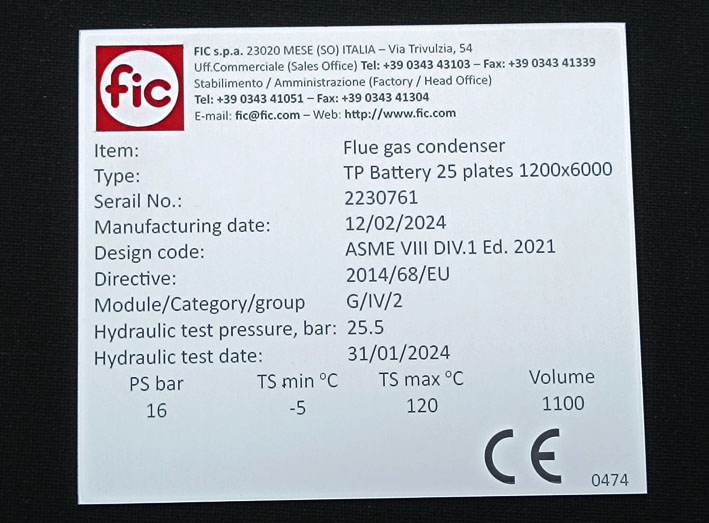 fic
FIC s.p.a. 23020 MESE (SO) ITALIA – Via Trivulzia, 54
Uff.Commerciale (Sales Office) Tel: +39 0343 43103 – Fax: +39 0343 41339
Stabilimento / Amministrazione (Factory / Head Office)
Tel: +39 0343 41051 – Fax: +39 0343 41304
E-mail: fic@fic.com – Web: http://www.fic.com
Item: Flue gas condenser
Type: TP Battery 25 plates 1200x6000
Serail No.: 2230761
Manufacturing date: 12/02/2024
Design code: ASME VIII DIV.1 Ed. 2021
Directive: 2014/68/EU
Module/Category/group G/IV/2
Hydraulic test pressure, bar: 25.5
Hydraulic test date: 31/01/2024
PS bar TS min °C TS max °C Volume
16 -5 120 1100
CE 0474